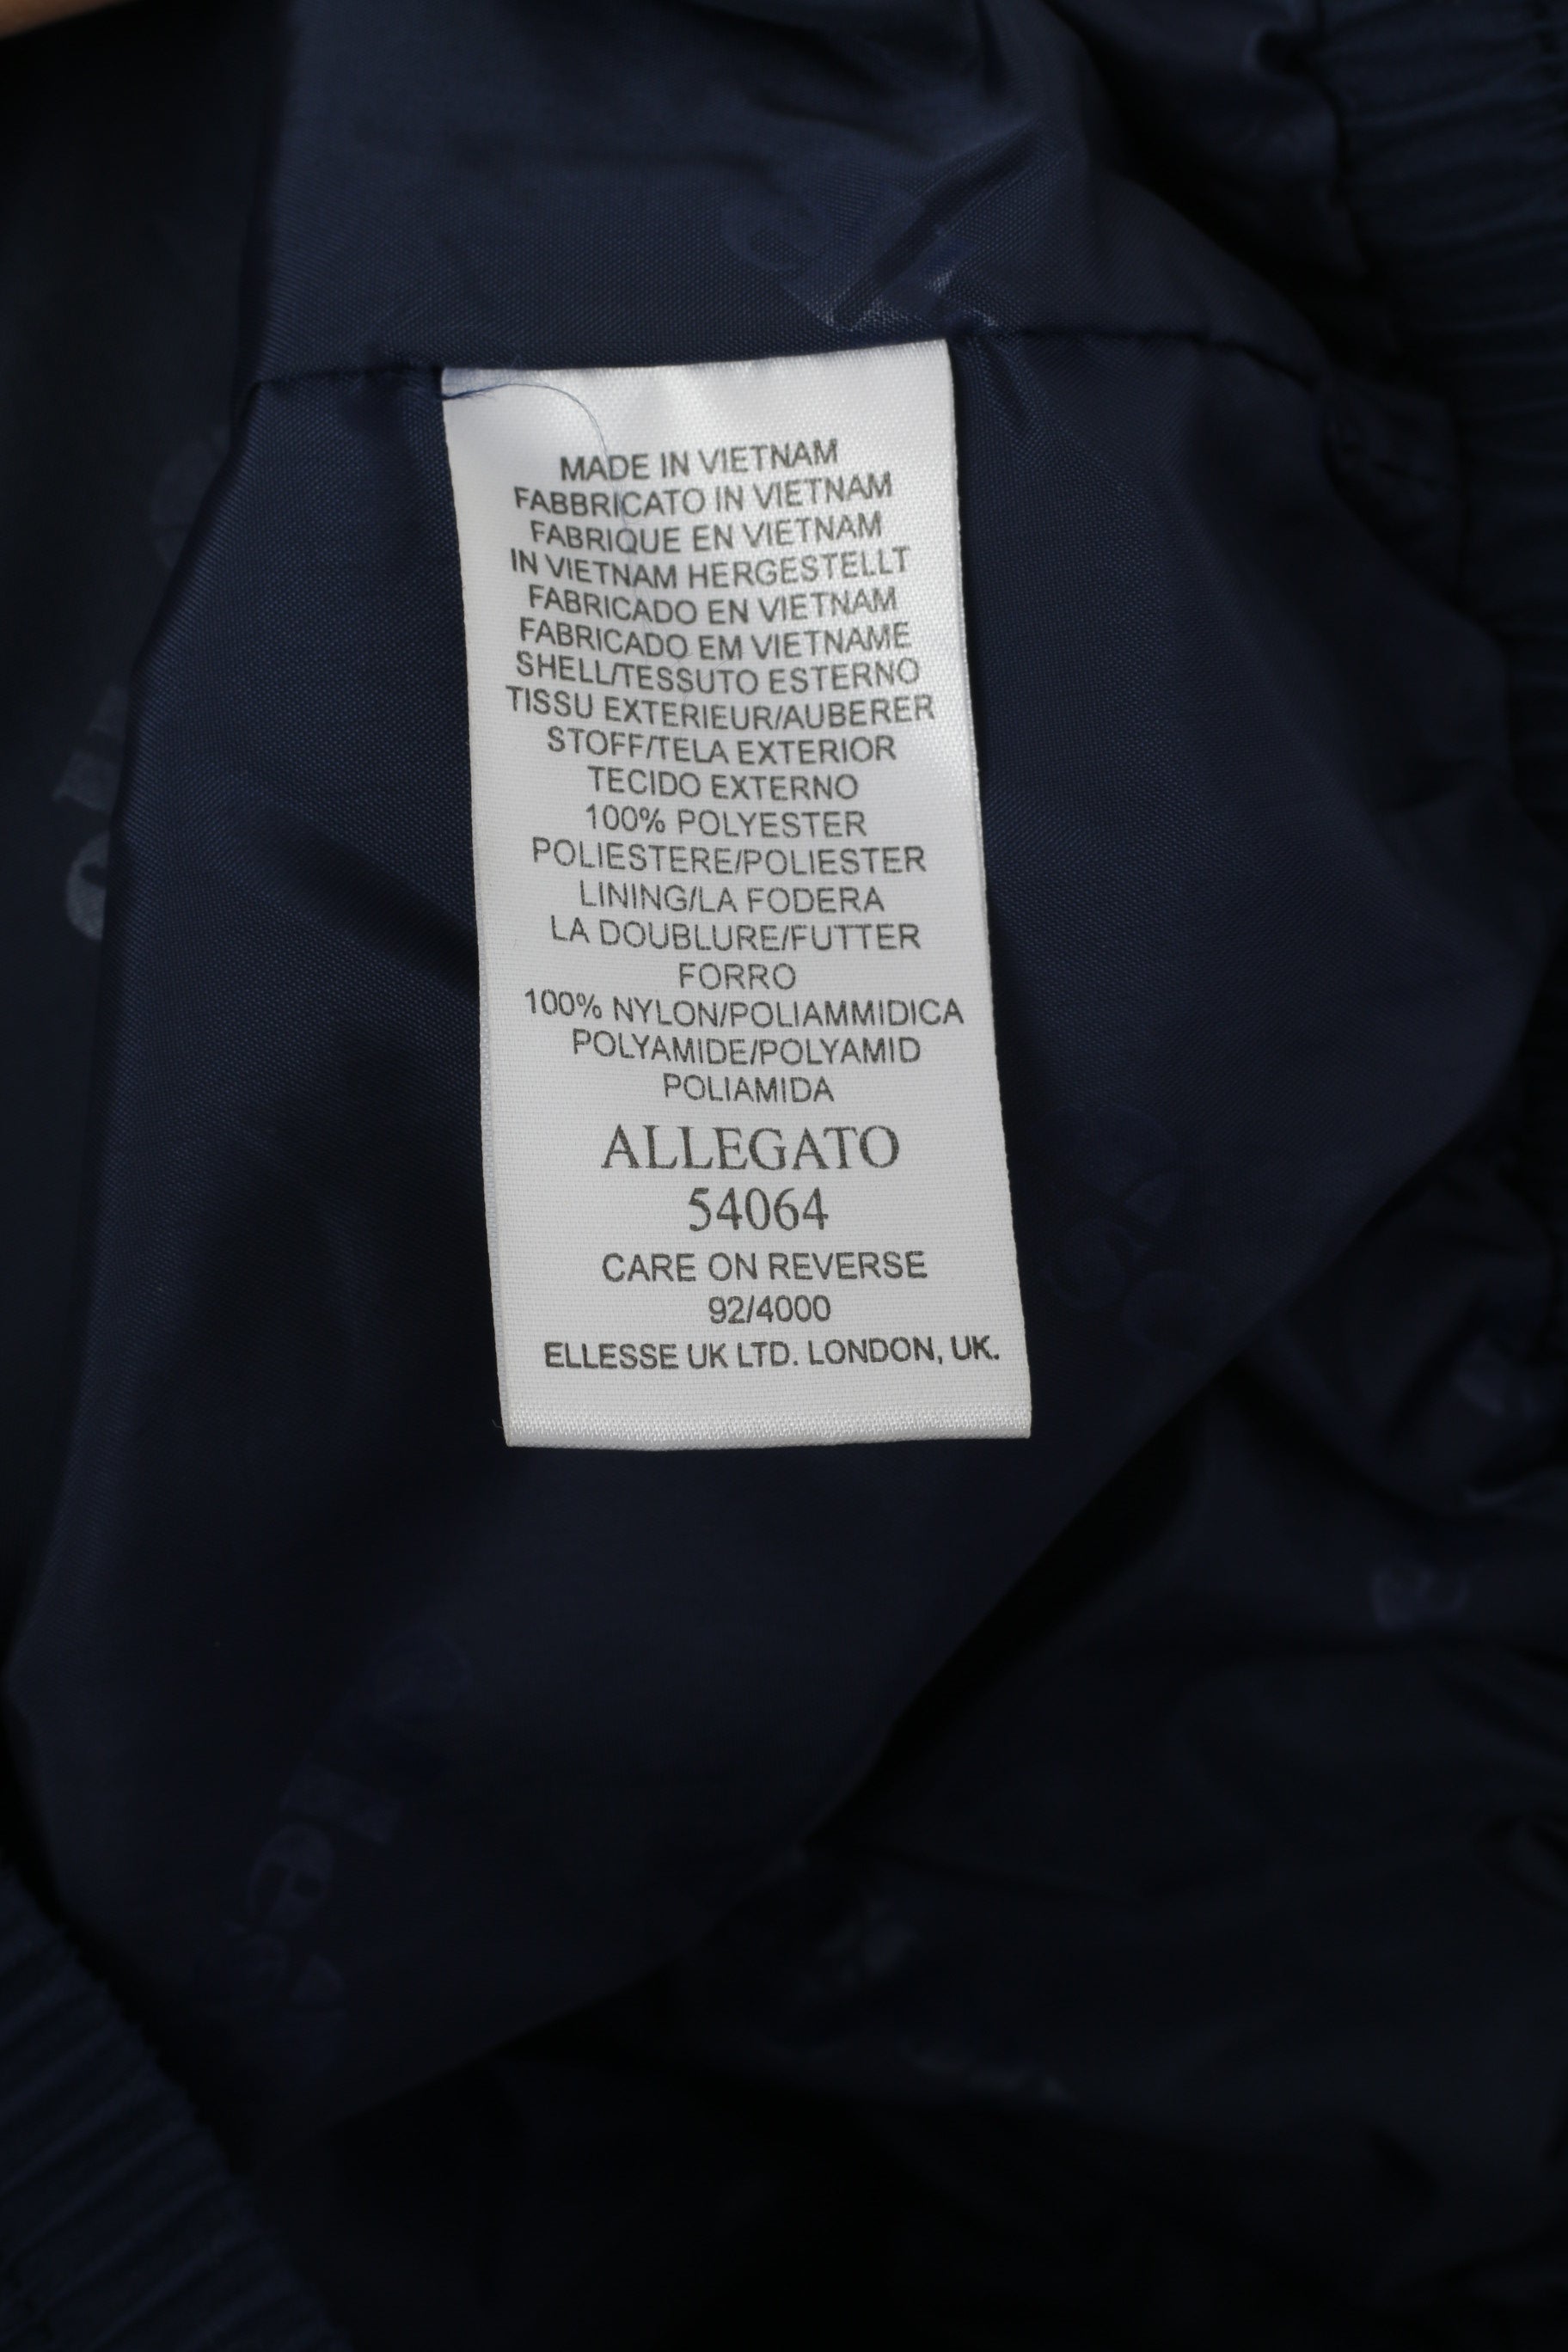 MADE IN VIETNAM
FABBRICATO IN VIETNAM
FABRIQUE EN VIETNAM
IN VIETNAM HERGESTELLT
FABRICADO EN VIETNAM
FABRICADO EM VIETNAME
SHELL/TESSUTO ESTERNO
TISSU EXTERIEUR/AUBERER
STOFF/TELA EXTERIOR
TECIDO EXTERNO
100% POLYESTER
POLIESTERE/POLIESTER
LINING/LA FODERA
LA DOUBLURE/FUTTER
FORRO
100% NYLON/POLIAMMIDICA
POLYAMIDE/POLYAMID
POLIAMIDA
ALLEGATO
54064
CARE ON REVERSE
92/4000
ELLESSE UK LTD. LONDON, UK.